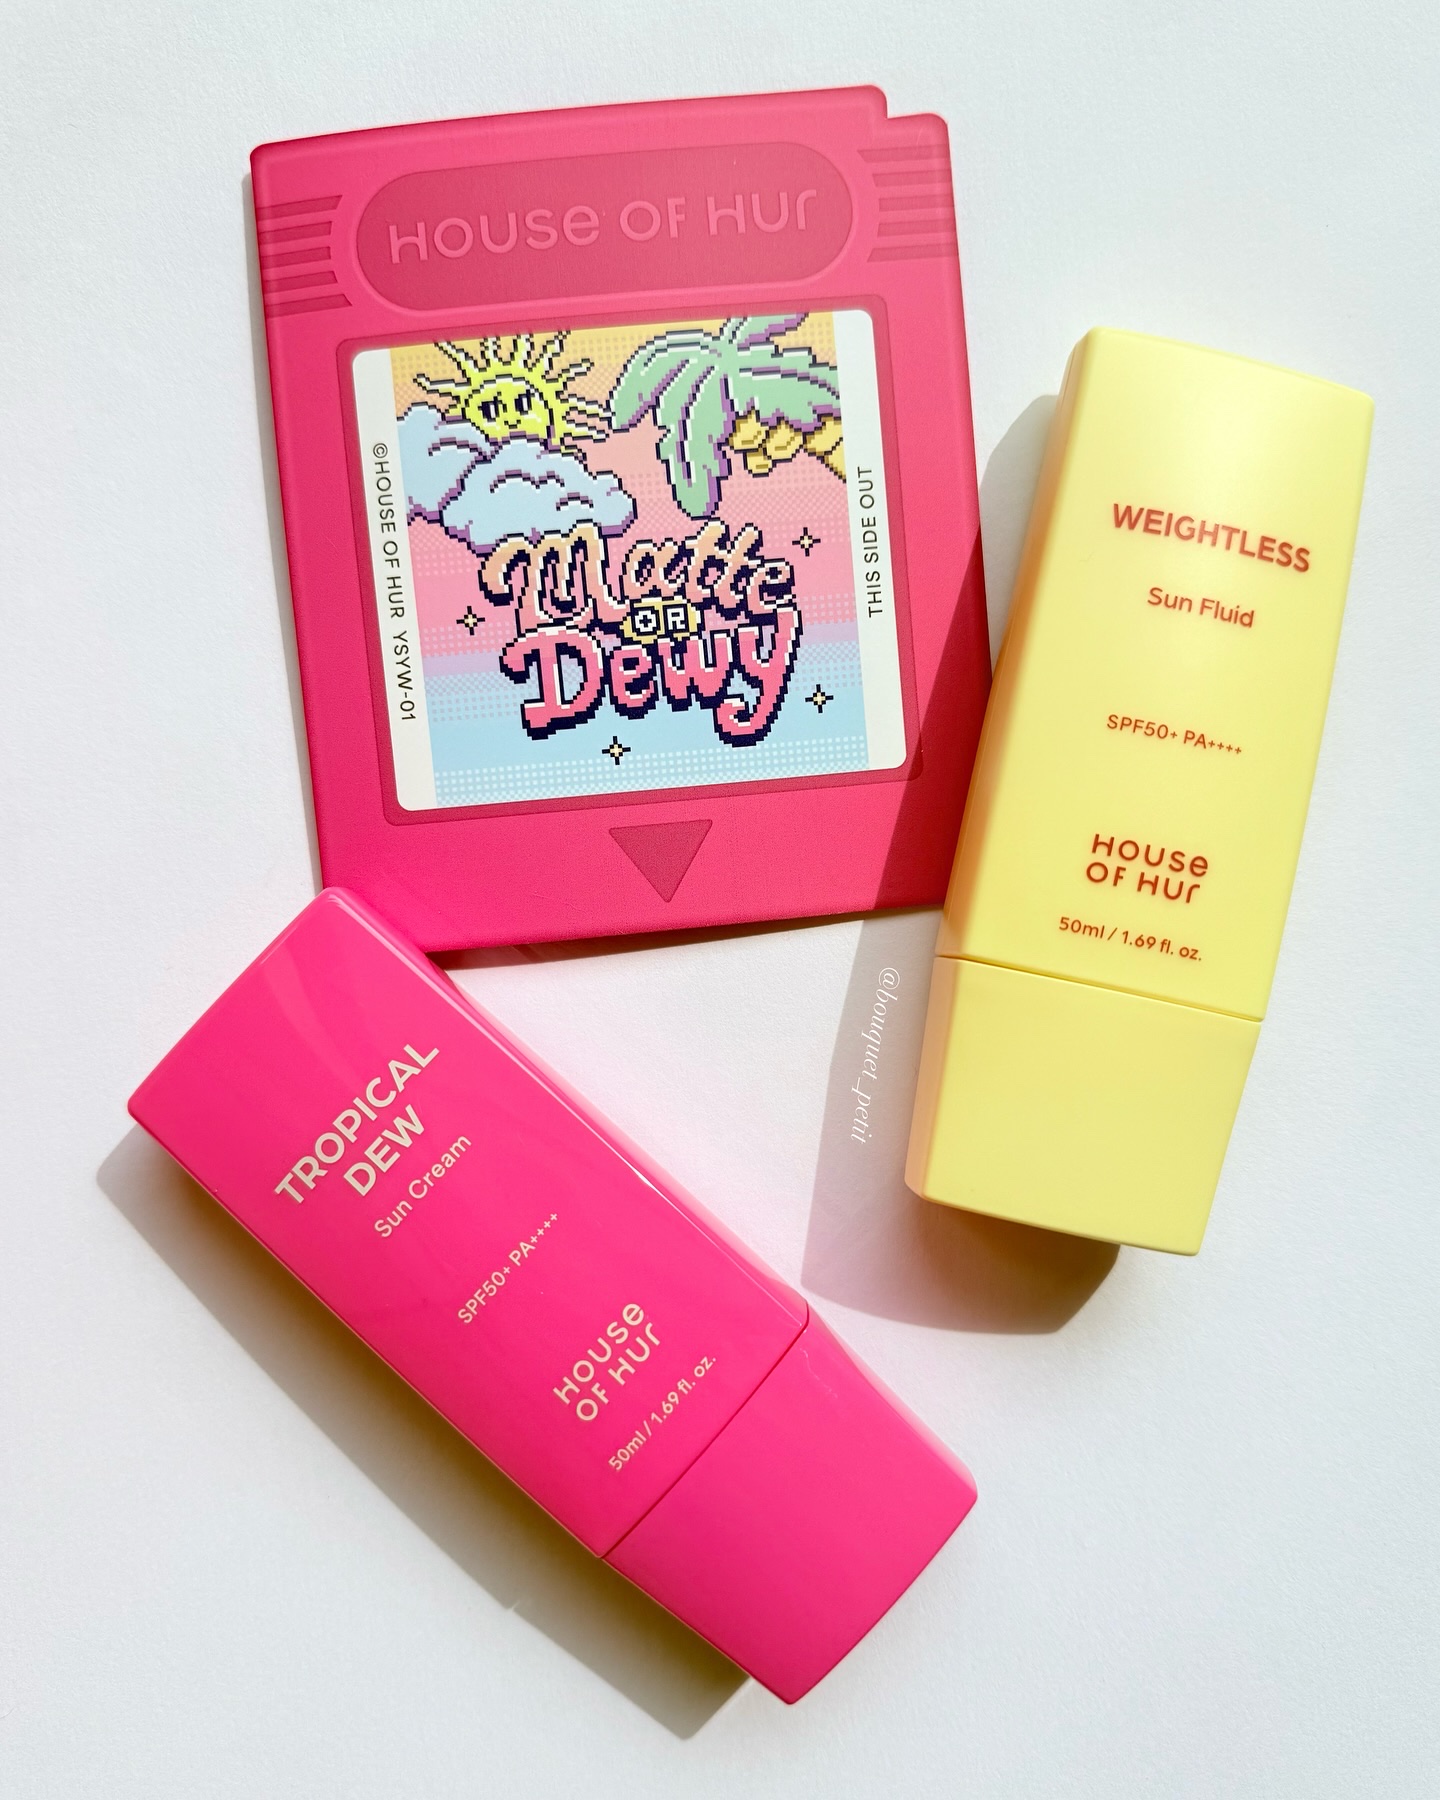 HOUSE OF HUR
©HOUSE OF HUR YSYW-01
Matte
OR
Dewy
THIS SIDE OUT
WEIGHTLESS
Sun Fluid
SPF50+ PA++++
HOUSE
OF HUR
50ml / 1.69 fl. oz.
@bouquet_petit
TROPICAL
DEW
Sun Cream
SPF50+ PA++++
HOUSE
OF HUR
50ml / 1.69 fl. oz.